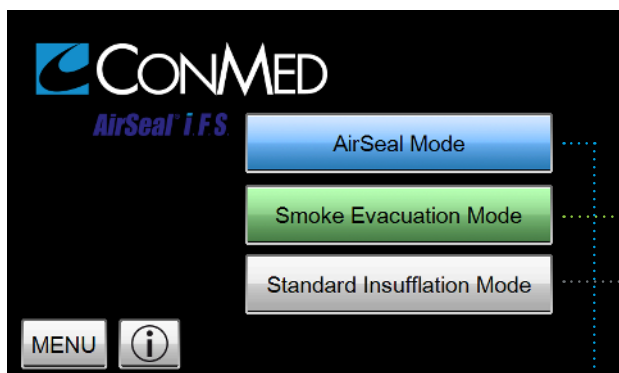 CONMED
AirSeal® i.F.S.
AirSeal Mode
Smoke Evacuation Mode
Standard Insufflation Mode
MENU
i